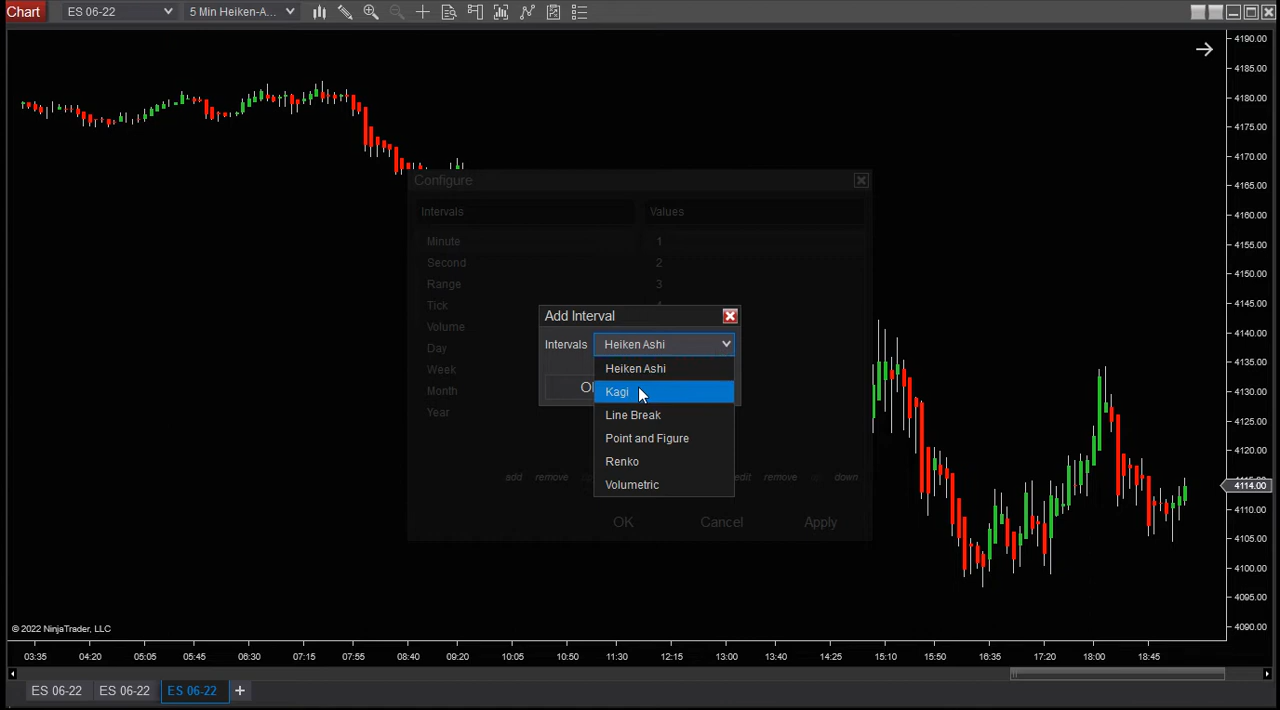 Chart ES 06-22 5 Min Heiken-A...
4190.00
4185.00
4180.00
4175.00
4170.00
4165.00
4160.00
4155.00
4150.00
4145.00
4140.00
4135.00
4130.00
4125.00
4120.00
4114.00
4110.00
4105.00
4100.00
4095.00
4090.00
Configure
Intervals Values
Minute 1
Second 2
Range 3
Tick
Volume
Day
Week
Month
Year
add remove edit remove down
OK Cancel Apply
Add Interval
Intervals Heiken Ashi
Heiken Ashi
Kagi
Line Break
Point and Figure
Renko
Volumetric
© 2022 NinjaTrader, LLC
03:35 04:20 05:05 05:45 06:30 07:15 07:55 08:40 09:20 10:05 10:50 11:30 12:15 13:00 13:40 14:25 15:10 15:50 16:35 17:20 18:00 18:45
ES 06-22 ES 06-22 ES 06-22 +